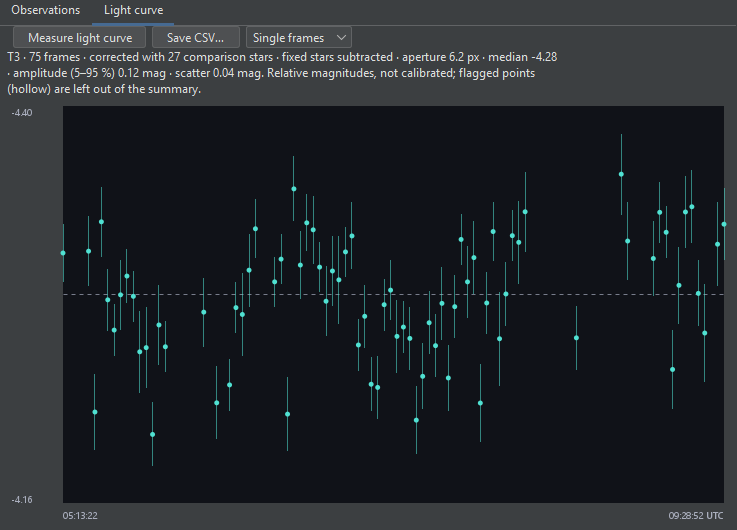 Observations Light curve
Measure light curve Save CSV... Single frames
T3 · 75 frames · corrected with 27 comparison stars · fixed stars subtracted · aperture 6.2 px · median -4.28
· amplitude (5–95 %) 0.12 mag · scatter 0.04 mag. Relative magnitudes, not calibrated; flagged points
(hollow) are left out of the summary.
-4.40
-4.16
05:13:22 09:28:52 UTC